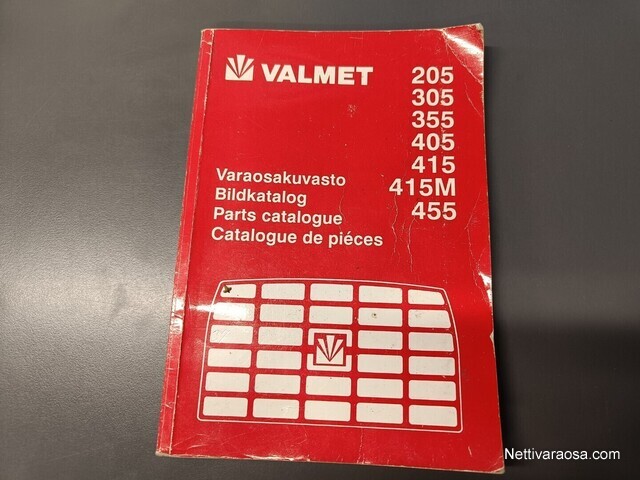 VALMET
205
305
355
405
415
415M
455
Varaosakuvasto
Bildkatalog
Parts catalogue
Catalogue de piéces
Nettivaraosa.com